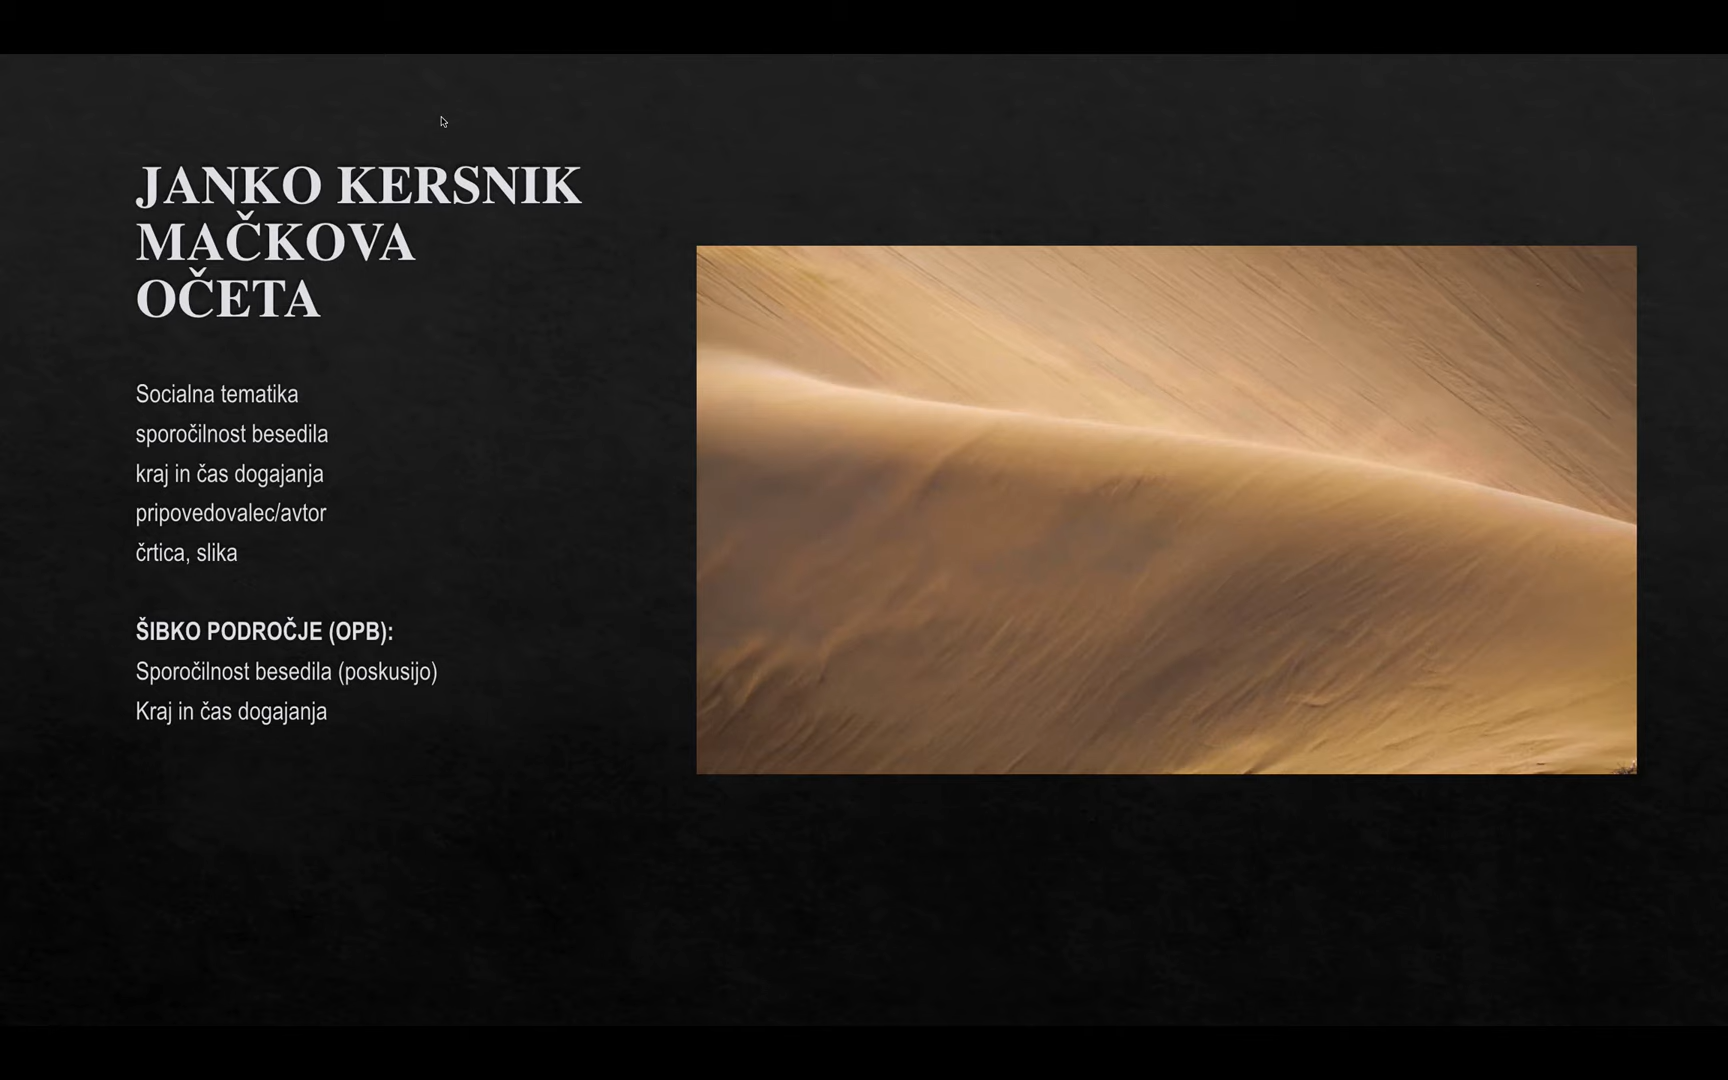 JANKO KERSNIK
MAČKOVA
OČETA
Socialna tematika
sporočilnost besedila
kraj in čas dogajanja
pripovedovalec/avtor
črtica, slika
ŠIBKO PODROČJE (OPB):
Sporočilnost besedila (poskusijo)
Kraj in čas dogajanja